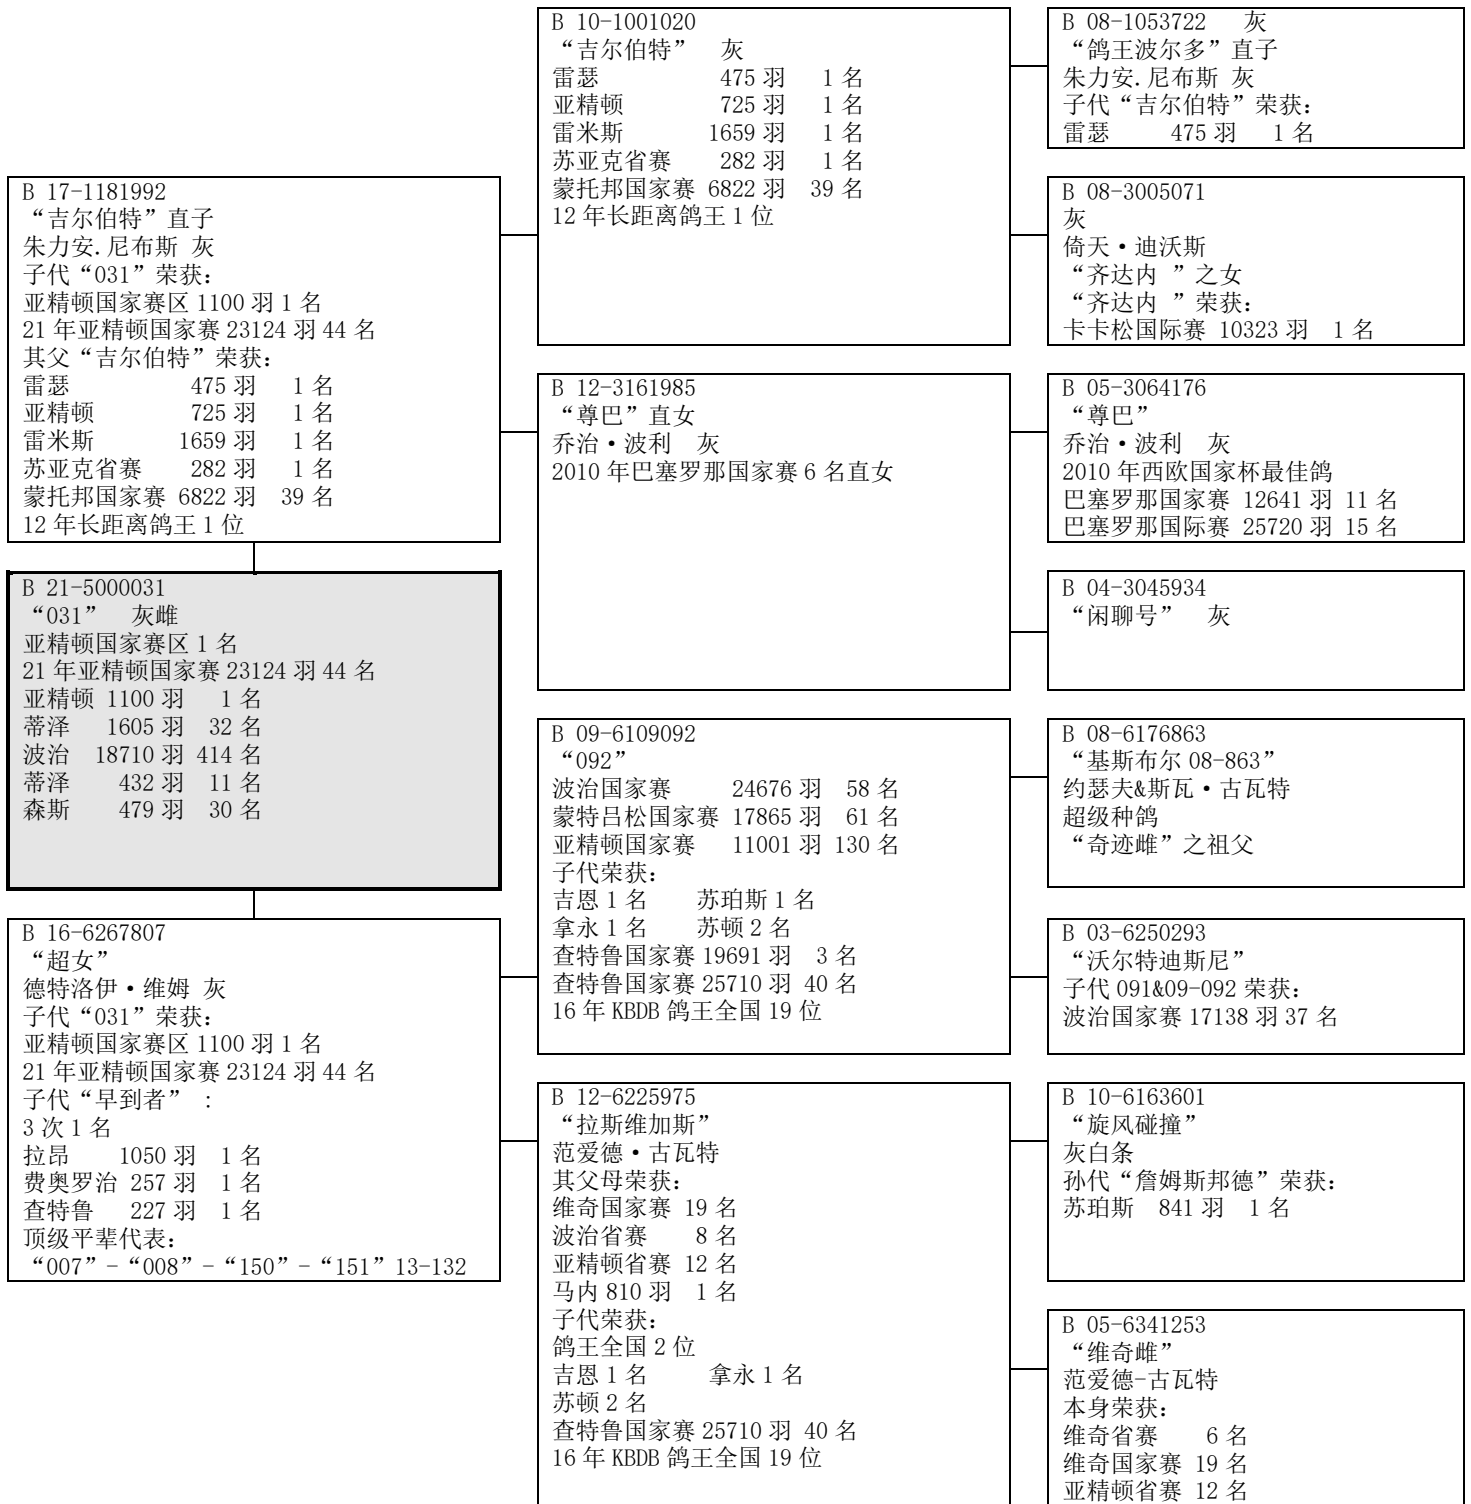 B 17-1181992
“吉尔伯特”直子
朱力安.尼布斯 灰
子代“031”荣获：
亚精顿国家赛区 1100 羽 1 名
21 年亚精顿国家赛 23124 羽 44 名
其父“吉尔伯特”荣获：
雷瑟 475 羽 1 名
亚精顿 725 羽 1 名
雷米斯 1659 羽 1 名
苏亚克省赛 282 羽 1 名
蒙托邦国家赛 6822 羽 39 名
12 年长距离鸽王 1 位
B 21-5000031
“031” 灰雌
亚精顿国家赛区 1 名
21 年亚精顿国家赛 23124 羽 44 名
亚精顿 1100 羽 1 名
蒂泽 1605 羽 32 名
波治 18710 羽 414 名
蒂泽 432 羽 11 名
森斯 479 羽 30 名
B 16-6267807
“超女”
德特洛伊•维姆 灰
子代“031”荣获：
亚精顿国家赛区 1100 羽 1 名
21 年亚精顿国家赛 23124 羽 44 名
子代“早到者” :
3 次 1 名
拉昂 1050 羽 1 名
费奥罗治 257 羽 1 名
查特鲁 227 羽 1 名
顶级平辈代表：
“007”-“008”-“150”-“151”13-132
B 10-1001020
“吉尔伯特” 灰
雷瑟 475 羽 1 名
亚精顿 725 羽 1 名
雷米斯 1659 羽 1 名
苏亚克省赛 282 羽 1 名
蒙托邦国家赛 6822 羽 39 名
12 年长距离鸽王 1 位
B 12-3161985
“尊巴”直女
乔治•波利 灰
2010 年巴塞罗那国家赛 6 名直女
B 09-6109092
“092”
波治国家赛 24676 羽 58 名
蒙特吕松国家赛 17865 羽 61 名
亚精顿国家赛 11001 羽 130 名
子代荣获：
吉恩 1 名 苏珀斯 1 名
拿永 1 名 苏顿 2 名
查特鲁国家赛 19691 羽 3 名
查特鲁国家赛 25710 羽 40 名
16 年 KBDB 鸽王全国 19 位
B 12-6225975
“拉斯维加斯”
范爱德•古瓦特
其父母荣获：
维奇国家赛 19 名
波治省赛 8 名
亚精顿省赛 12 名
马内 810 羽 1 名
子代荣获：
鸽王全国 2 位
吉恩 1 名 拿永 1 名
苏顿 2 名
查特鲁国家赛 25710 羽 40 名
16 年 KBDB 鸽王全国 19 位
B 08-1053722 灰
“鸽王波尔多”直子
朱力安.尼布斯 灰
子代“吉尔伯特”荣获：
雷瑟 475 羽 1 名
B 08-3005071
灰
倚天•迪沃斯
“齐达内 ”之女
“齐达内 ”荣获：
卡卡松国际赛 10323 羽 1 名
B 05-3064176
“尊巴”
乔治•波利 灰
2010 年西欧国家杯最佳鸽
巴塞罗那国家赛 12641 羽 11 名
巴塞罗那国际赛 25720 羽 15 名
B 04-3045934
“闲聊号” 灰
B 08-6176863
“基斯布尔 08-863”
约瑟夫&斯瓦•古瓦特
超级种鸽
“奇迹雌”之祖父
B 03-6250293
“沃尔特迪斯尼”
子代 091&09-092 荣获：
波治国家赛 17138 羽 37 名
B 10-6163601
“旋风碰撞”
灰白条
孙代“詹姆斯邦德”荣获：
苏珀斯 841 羽 1 名
B 05-6341253
“维奇雌”
范爱德-古瓦特
本身荣获：
维奇省赛 6 名
维奇国家赛 19 名
亚精顿省赛 12 名